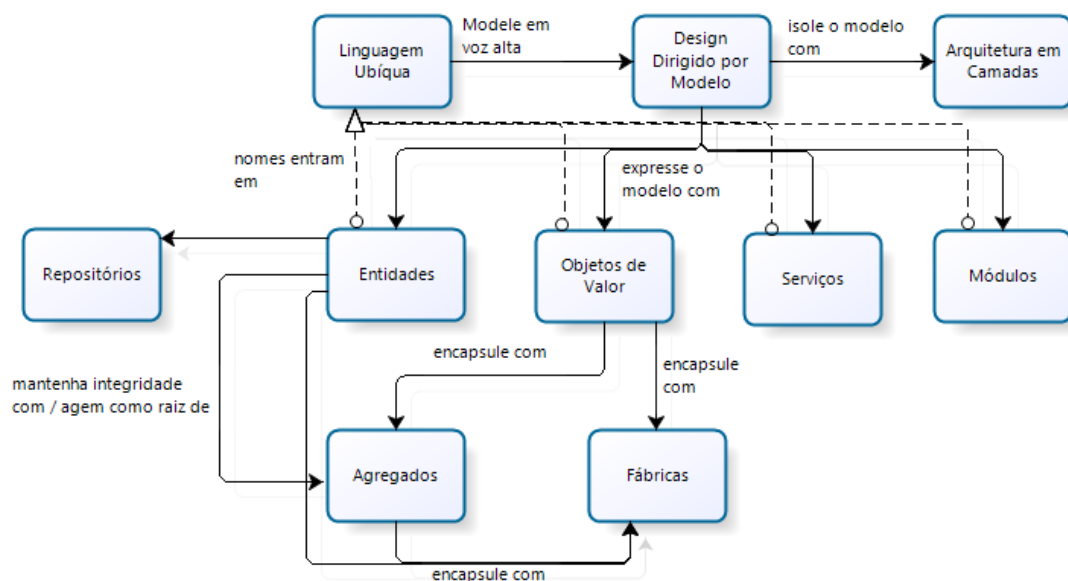 Linguagem
Ubíqua
Modele em
voz alta
Design
Dirigido por
Modelo
isole o modelo
com
Arquitetura em
Camadas
nomes entram
em
expresse o
modelo com
Repositórios
Entidades
Objetos de
Valor
Serviços
Módulos
mantenha integridade
com / agem como raiz de
encapsule com
encapsule
com
Agregados
Fábricas
encapsule com